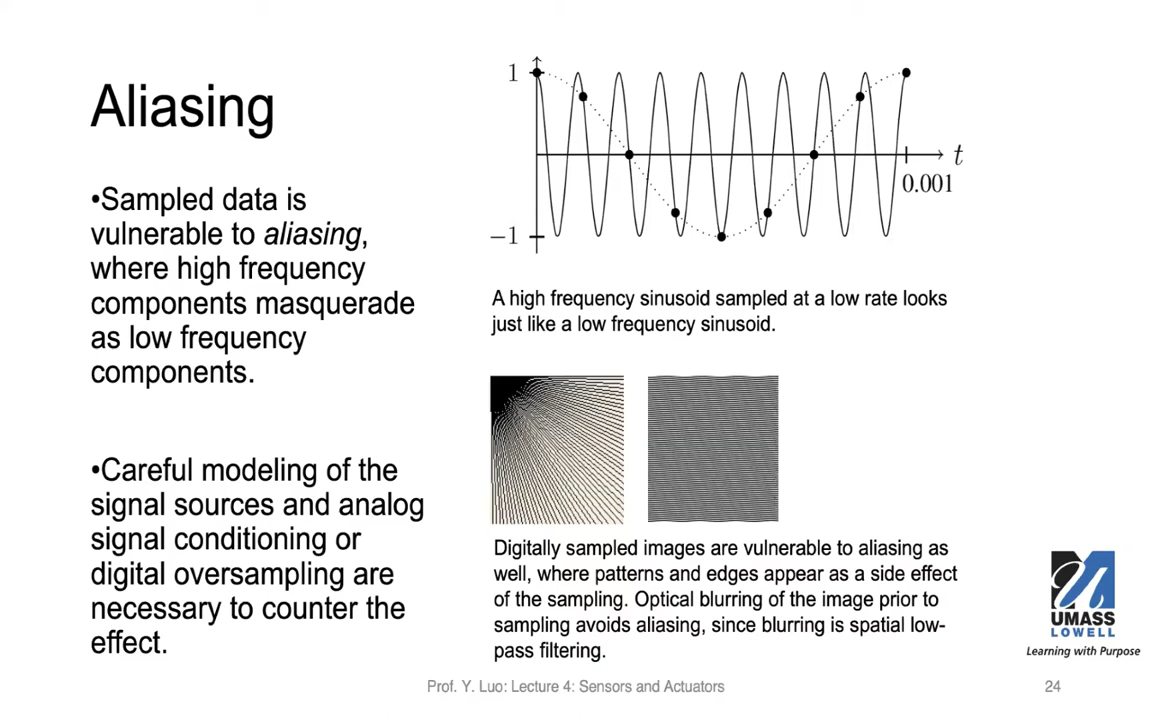 Aliasing
•Sampled data is
vulnerable to aliasing,
where high frequency
components masquerade
as low frequency
components.
•Careful modeling of the
signal sources and analog
signal conditioning or
digital oversampling are
necessary to counter the
effect.
1
−1
t
0.001
A high frequency sinusoid sampled at a low rate looks
just like a low frequency sinusoid.
Digitally sampled images are vulnerable to aliasing as
well, where patterns and edges appear as a side effect
of the sampling. Optical blurring of the image prior to
sampling avoids aliasing, since blurring is spatial low-
pass filtering.
UMASS
LOWELL
Learning with Purpose
Prof. Y. Luo: Lecture 4: Sensors and Actuators
24